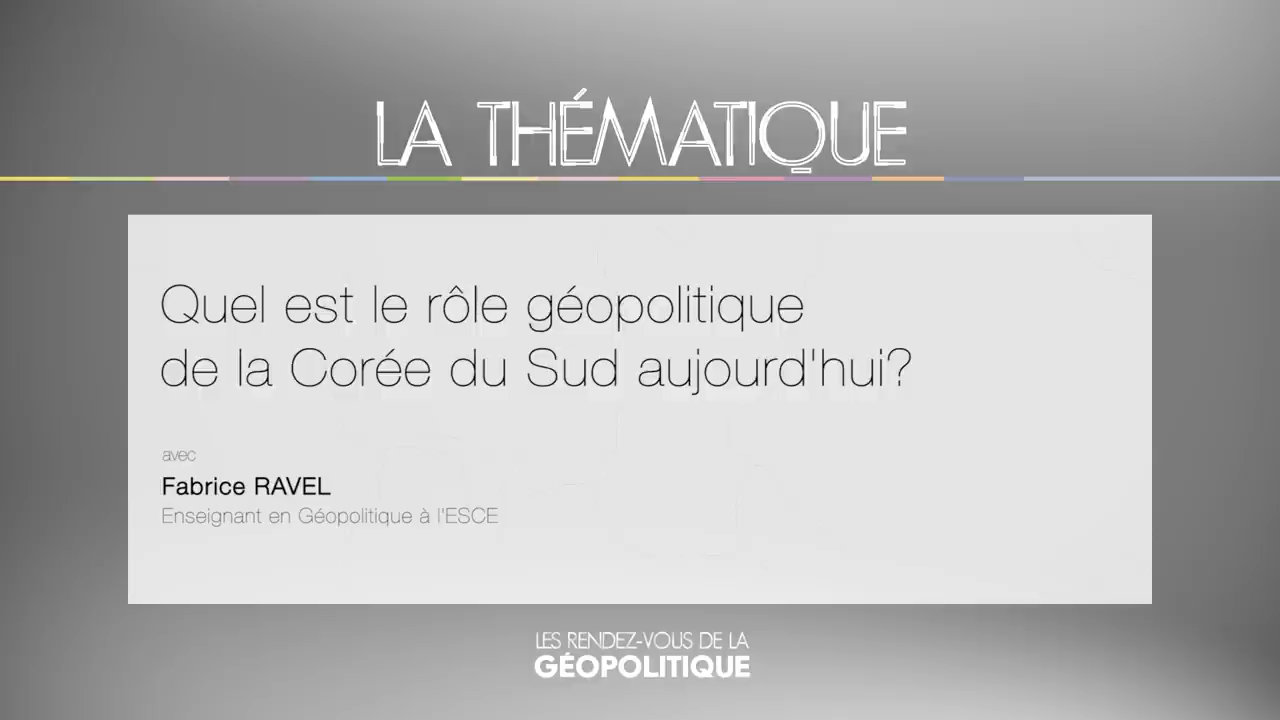 LA THÉMATIQUE
Quel est le rôle géopolitique
de la Corée du Sud aujourd'hui?
avec
Fabrice RAVEL
Enseignant en Géopolitique à l'ESCE
LES RENDEZ-VOUS DE LA
GÉOPOLITIQUE